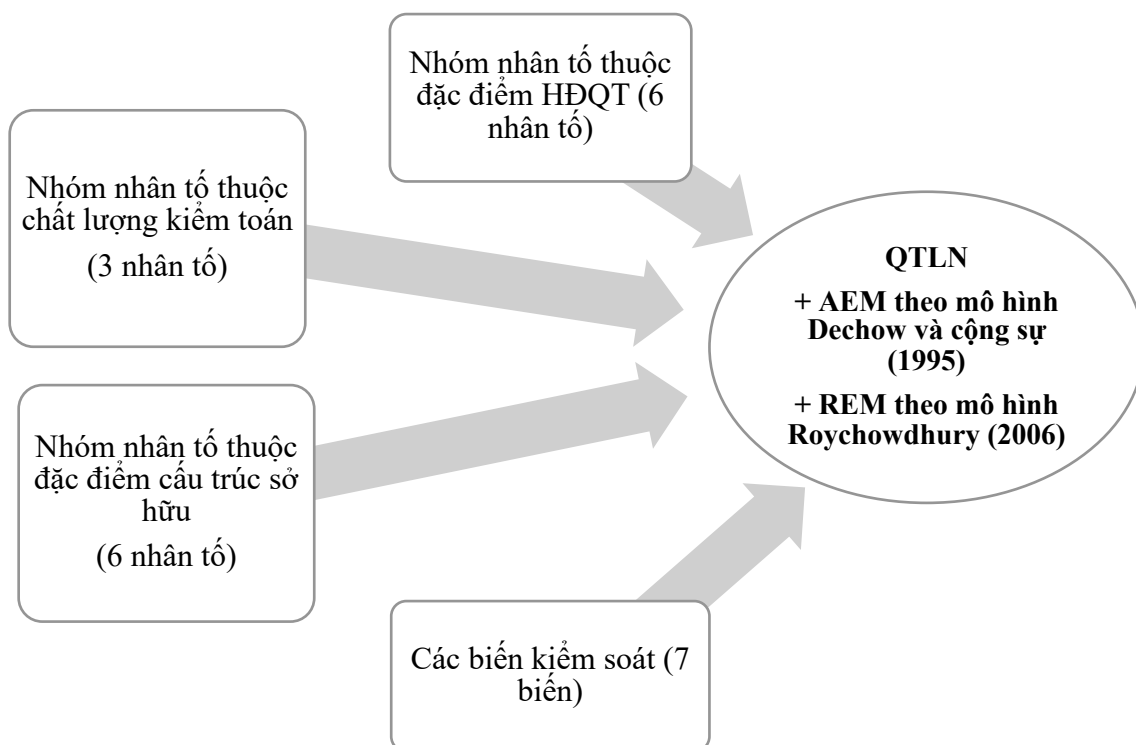 Nhóm nhân tố thuộc
đặc điểm HĐQT (6
nhân tố)
Nhóm nhân tố thuộc
chất lượng kiểm toán
(3 nhân tố)
QTLN
+ AEM theo mô hình
Dechow và cộng sự
(1995)
+ REM theo mô hình
Roychowdhury (2006)
Nhóm nhân tố thuộc
đặc điểm cấu trúc sở
hữu
(6 nhân tố)
Các biến kiểm soát (7
biến)